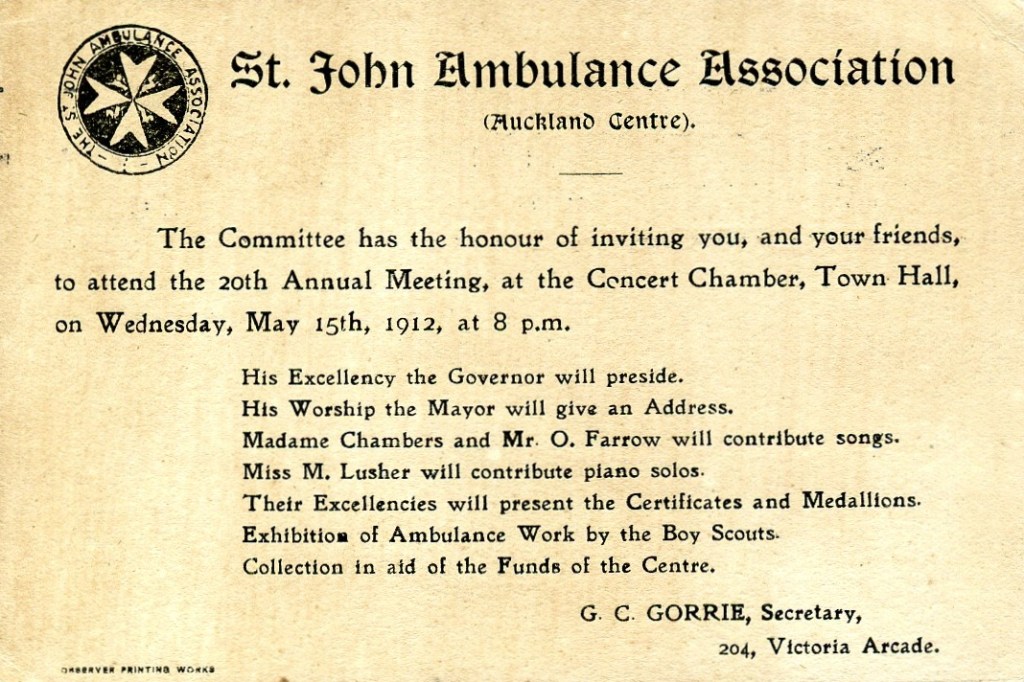 THE ST JOHN AMBULANCE ASSOCIATION
St. John Ambulance Association
(Auckland Centre).
The Committee has the honour of inviting you, and your friends,
to attend the 20th Annual Meeting, at the Concert Chamber, Town Hall,
on Wednesday, May 15th, 1912, at 8 p.m.
His Excellency the Governor will preside.
His Worship the Mayor will give an Address.
Madame Chambers and Mr. O. Farrow will contribute songs.
Miss M. Lusher will contribute piano solos.
Their Excellencies will present the Certificates and Medallions.
Exhibition of Ambulance Work by the Boy Scouts.
Collection in aid of the Funds of the Centre.
G. C. GORRIE, Secretary,
204, Victoria Arcade.
OBSERVER PRINTING WORKS